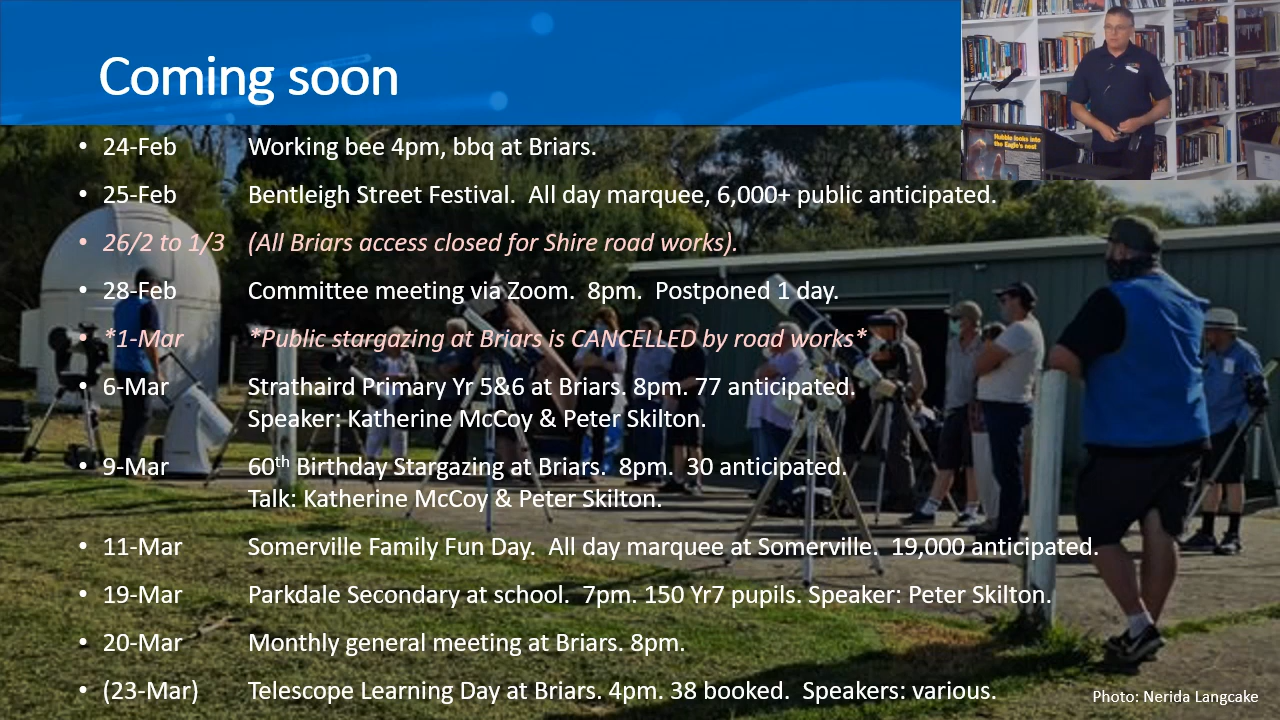 Coming soon
Hubble looks into
the Eagle's nest
• 24-Feb Working bee 4pm, bbq at Briars.
• 25-Feb Bentleigh Street Festival. All day marquee, 6,000+ public anticipated.
• 26/2 to 1/3 (All Briars access closed for Shire road works).
• 28-Feb Committee meeting via Zoom. 8pm. Postponed 1 day.
• *1-Mar *Public stargazing at Briars is CANCELLED by road works*
• 6-Mar Strathaird Primary Yr 5&6 at Briars. 8pm. 77 anticipated.
Speaker: Katherine McCoy & Peter Skilton.
• 9-Mar 60th Birthday Stargazing at Briars. 8pm. 30 anticipated.
Talk: Katherine McCoy & Peter Skilton.
• 11-Mar Somerville Family Fun Day. All day marquee at Somerville. 19,000 anticipated.
• 19-Mar Parkdale Secondary at school. 7pm. 150 Yr7 pupils. Speaker: Peter Skilton.
• 20-Mar Monthly general meeting at Briars. 8pm.
• (23-Mar) Telescope Learning Day at Briars. 4pm. 38 booked. Speakers: various.
Photo: Nerida Langcake